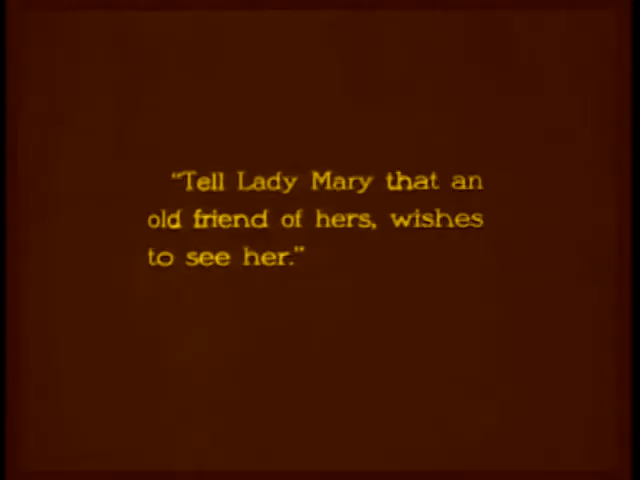 "Tell Lady Mary that an
old friend of hers, wishes
to see her."